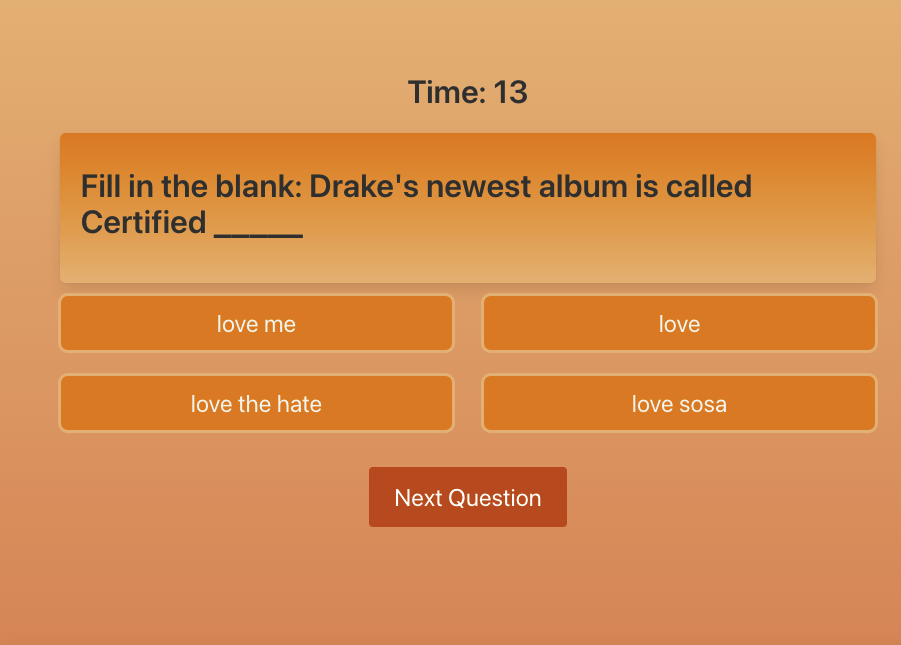 Time: 13
Fill in the blank: Drake's newest album is called
Certified _____
love me
love
love the hate
love sosa
Next Question